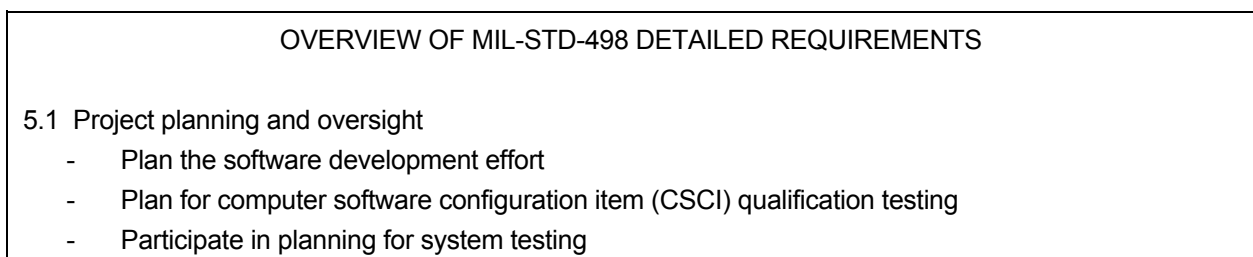 OVERVIEW OF MIL-STD-498 DETAILED REQUIREMENTS
5.1 Project planning and oversight
- Plan the software development effort
- Plan for computer software configuration item (CSCI) qualification testing
- Participate in planning for system testing